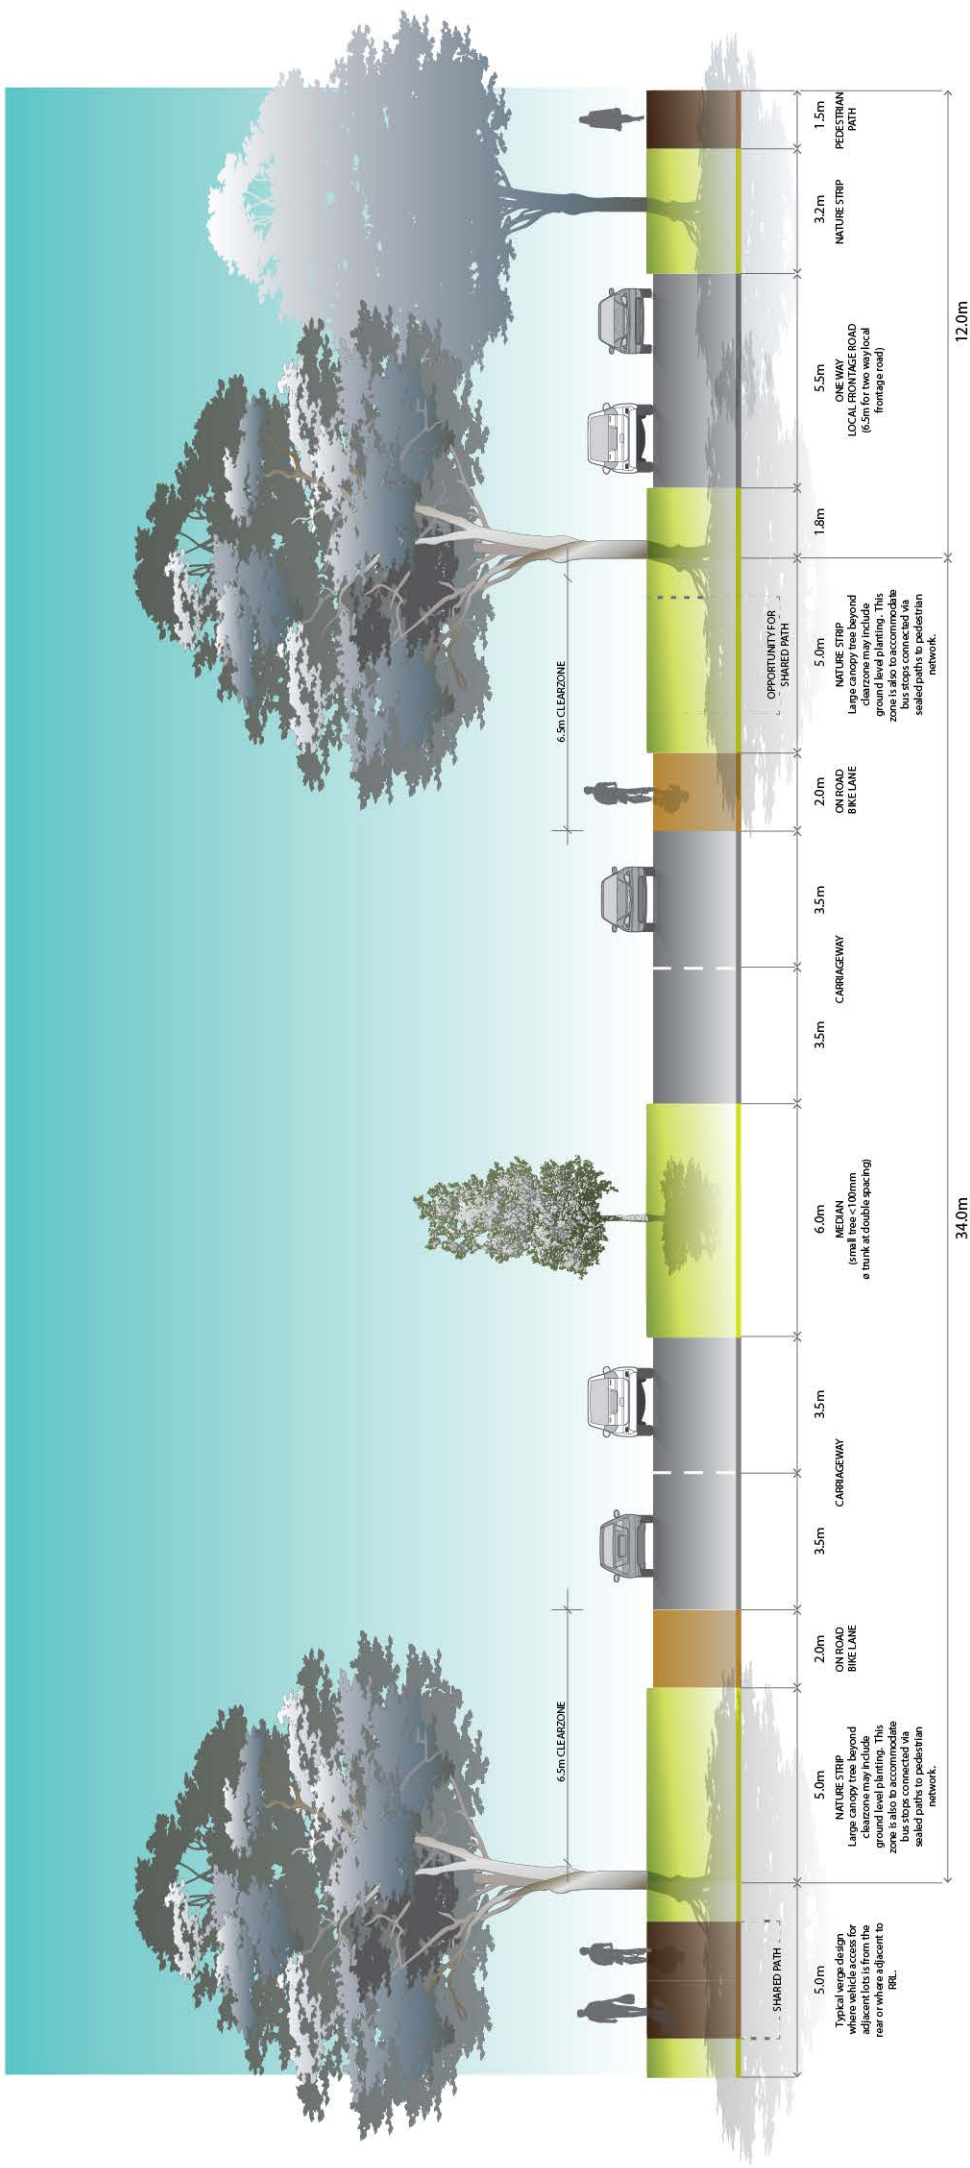 6.5m CLEARZONE
6.5m CLEARZONE
SHARED PATH
OPPORTUNITY FOR
SHARED PATH
5.0m
Typical verge design
where vehicle access for
adjacent lots is from the
rear or where adjacent to
RRL.
5.0m
NATURE STRIP
Large canopy tree beyond
clearzone may include
ground level planting. This
zone is also to accommodate
bus stops connected via
sealed paths to pedestrian
network.
2.0m
ON ROAD
BIKE LANE
3.5m
CARRIAGEWAY
3.5m
6.0m
MEDIAN
(small tree <100mm
ø trunk at double spacing)
3.5m
CARRIAGEWAY
3.5m
2.0m
ON ROAD
BIKE LANE
5.0m
NATURE STRIP
Large canopy tree beyond
clearzone may include
ground level planting. This
zone is also to accommodate
bus stops connected via
sealed paths to pedestrian
network.
1.8m
5.5m
ONE WAY
LOCAL FRONTAGE ROAD
(6.5m for two way local
frontage road)
3.2m
NATURE STRIP
1.5m
PEDESTRIAN
PATH
34.0m
12.0m